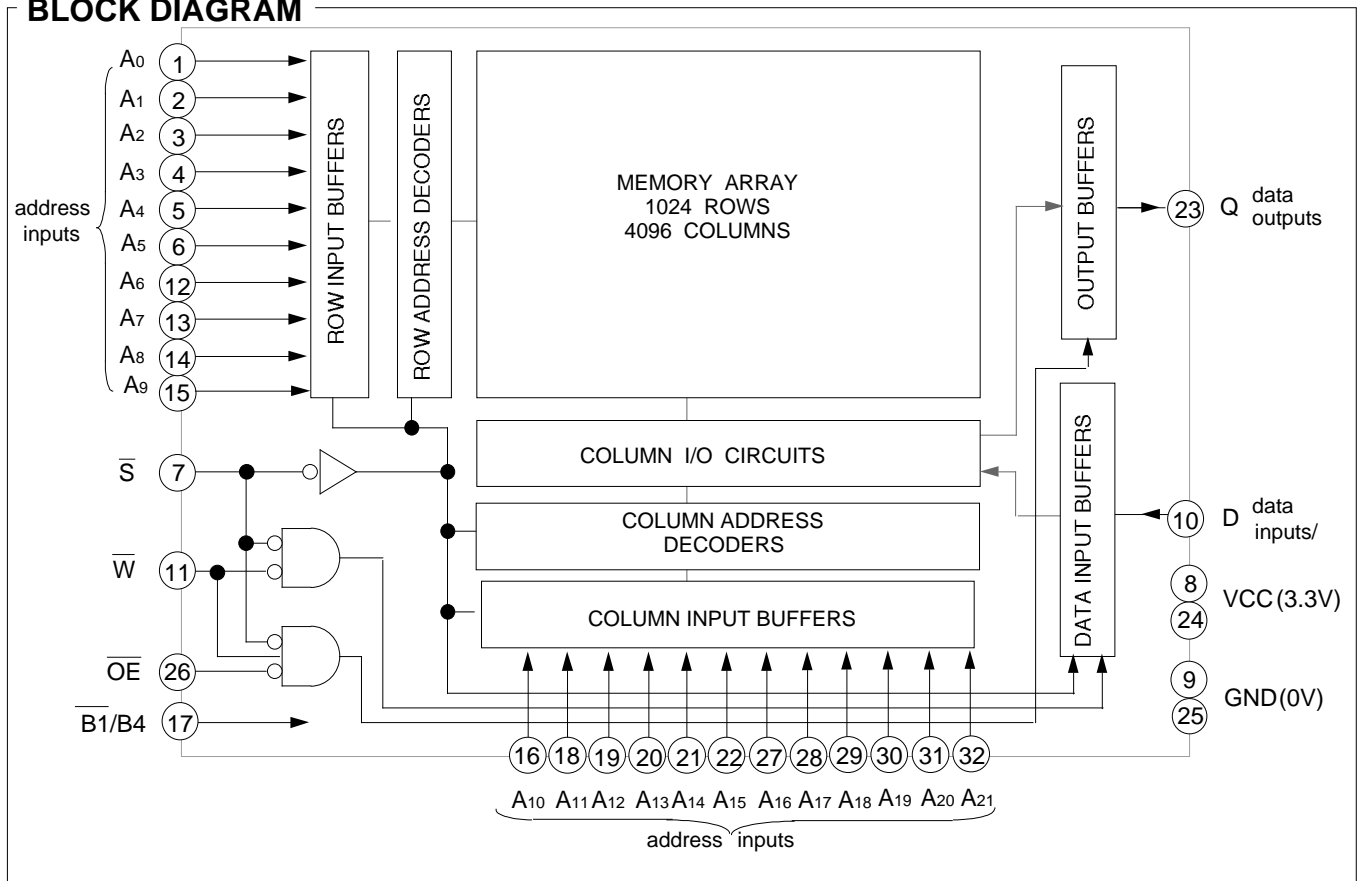 BLOCK DIAGRAM
A0 1
A1 2
A2 3
A3 4
A4 5
A5 6
A6 12
A7 13
A8 14
A9 15
address
inputs
ROW INPUT BUFFERS
ROW ADDRESS DECODERS
MEMORY ARRAY
1024 ROWS
4096 COLUMNS
OUTPUT BUFFERS
23 Q data
outputs
COLUMN I/O CIRCUITS
COLUMN ADDRESS
DECODERS
COLUMN INPUT BUFFERS
DATA INPUT BUFFERS
10 D data
inputs/
8
24
VCC (3.3V)
9
25
GND (0V)
S̅ 7
W̅ 11
O̅E̅ 26
B̅1̅/B4 17
16 18 19 20 21 22 27 28 29 30 31 32
A10 A11 A12 A13 A14 A15 A16 A17 A18 A19 A20 A21
address inputs